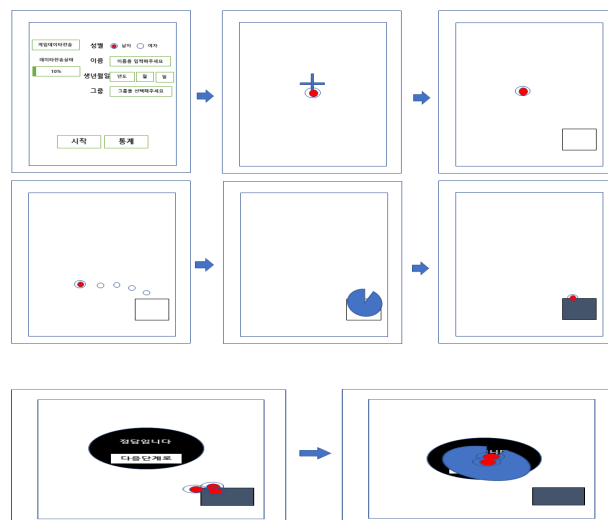 게임데이터전송
성별 남자 여자
데이터전송상태
이름 이름을 입력해주세요
10%
생년월일 년도 월 일
그룹 그룹을 선택해주세요
시작 통계
정답입니다
다음단계로
니다